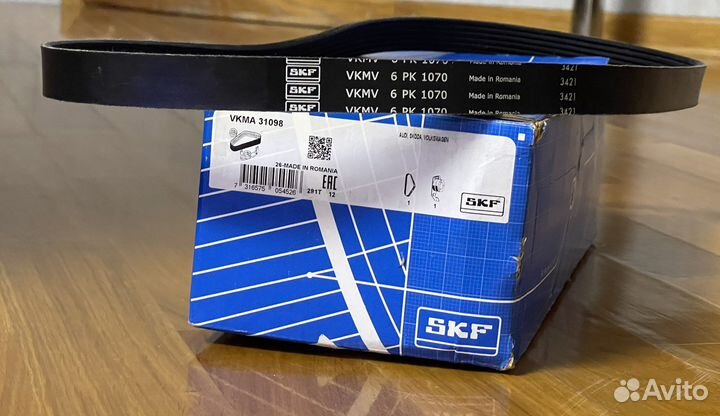 SKF VKMV 6 PK 1070 Made in Romania 3421
SKF VKMV 6 PK 1070 Made in Romania 3421
SKF VKMV 6 PK 1070 Made in Romania 3421
VKMA 31098
AUDI, SKODA, VOLKSWAGEN
26-MADE IN ROMANIA
7 316575 054526
291T
EAC
12
1 1
SKF
SKF
Avito